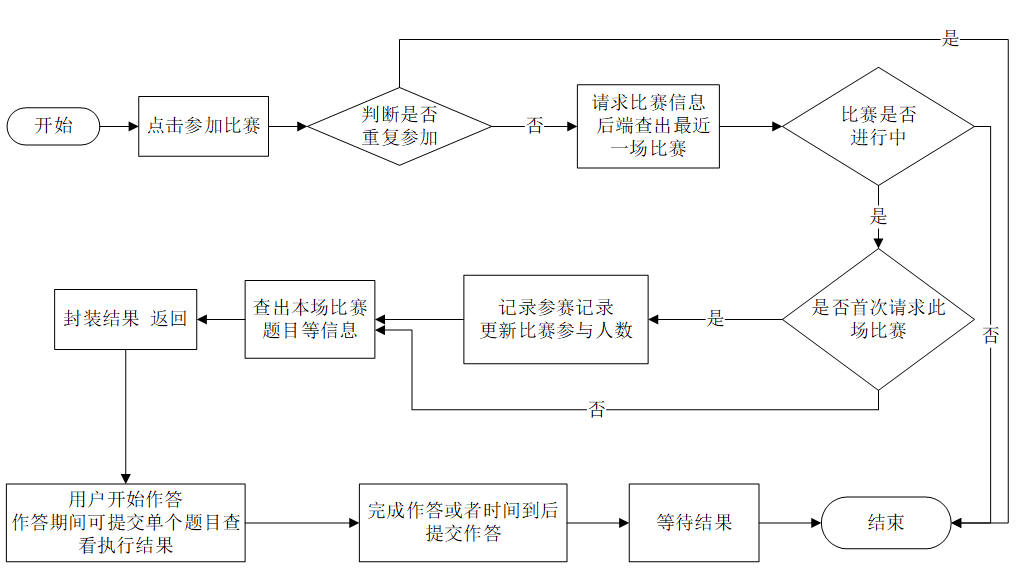 是
开始
点击参加比赛
判断是否
重复参加
否
请求比赛信息
后端查出最近
一场比赛
比赛是否
进行中
是
是否首次请求此
场比赛
否
是
记录参赛记录
更新比赛参与人数
查出本场比赛
题目等信息
封装结果 返回
否
用户开始作答
作答期间可提交单个题目查
看执行结果
完成作答或者时间到后
提交作答
等待结果
结束